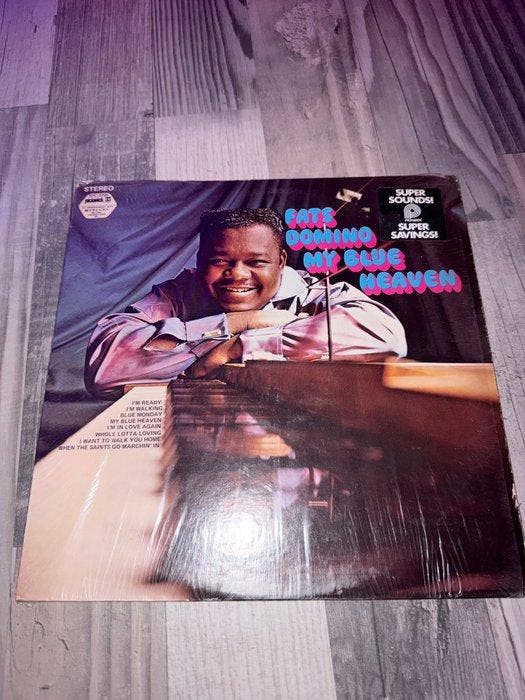 STEREO
FATS
DOMINO
MY BLUE
HEAVEN
SUPER
SOUNDS!
PICKWICK
SUPER
SAVINGS!
I'M READY
I'M WALKING
BLUE MONDAY
MY BLUE HEAVEN
I'M IN LOVE AGAIN
WHOLE LOTTA LOVING
I WANT TO WALK YOU HOME
WHEN THE SAINTS GO MARCHIN' IN